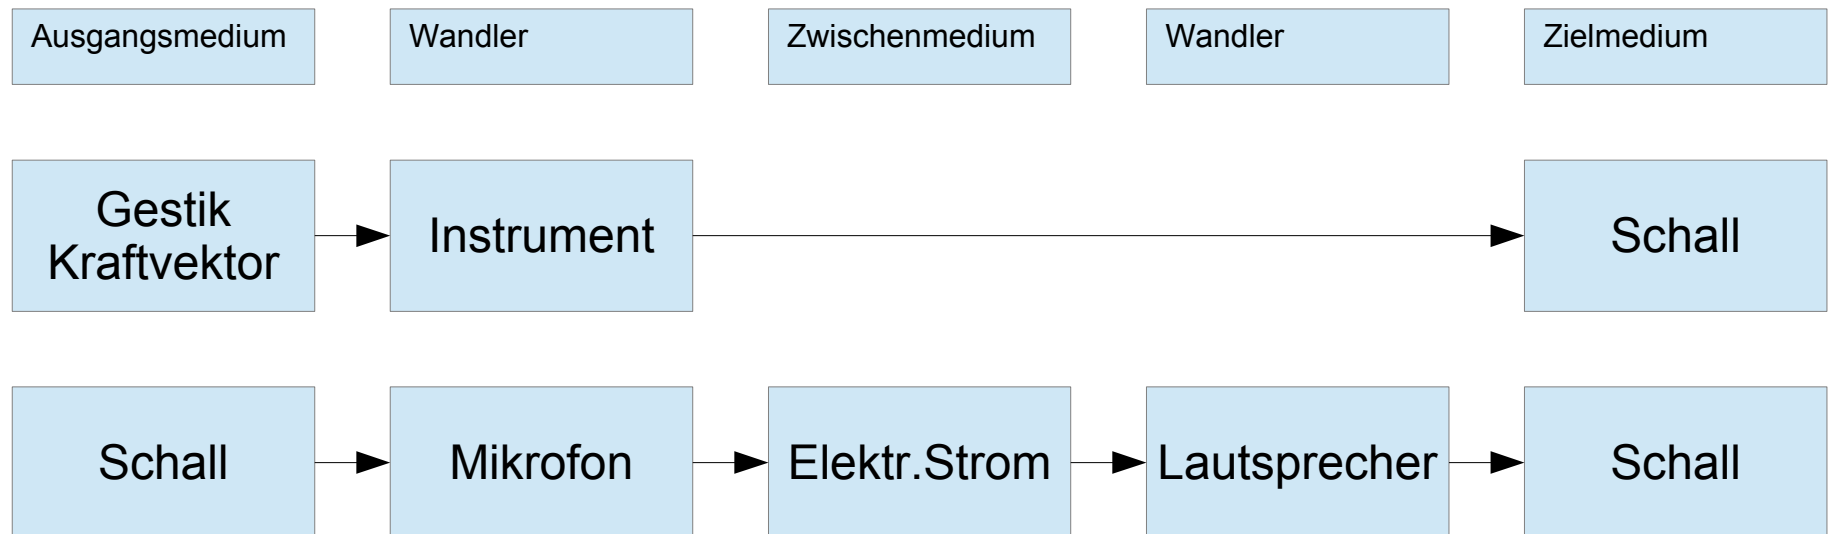 Ausgangsmedium
Wandler
Zwischenmedium
Wandler
Zielmedium
Gestik
Kraftvektor
Instrument
Schall
Schall
Mikrofon
Elektr.Strom
Lautsprecher
Schall